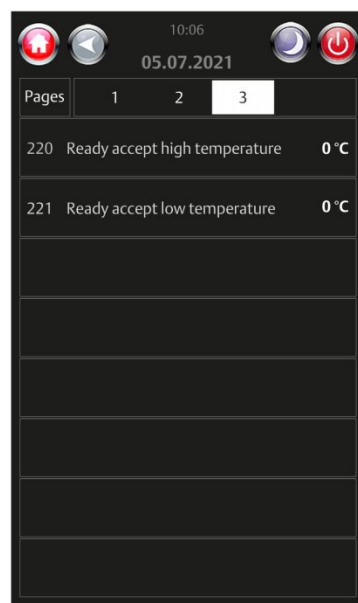 10:06
05.07.2021
Pages 1 2 3
220 Ready accept high temperature 0 °C
221 Ready accept low temperature 0 °C